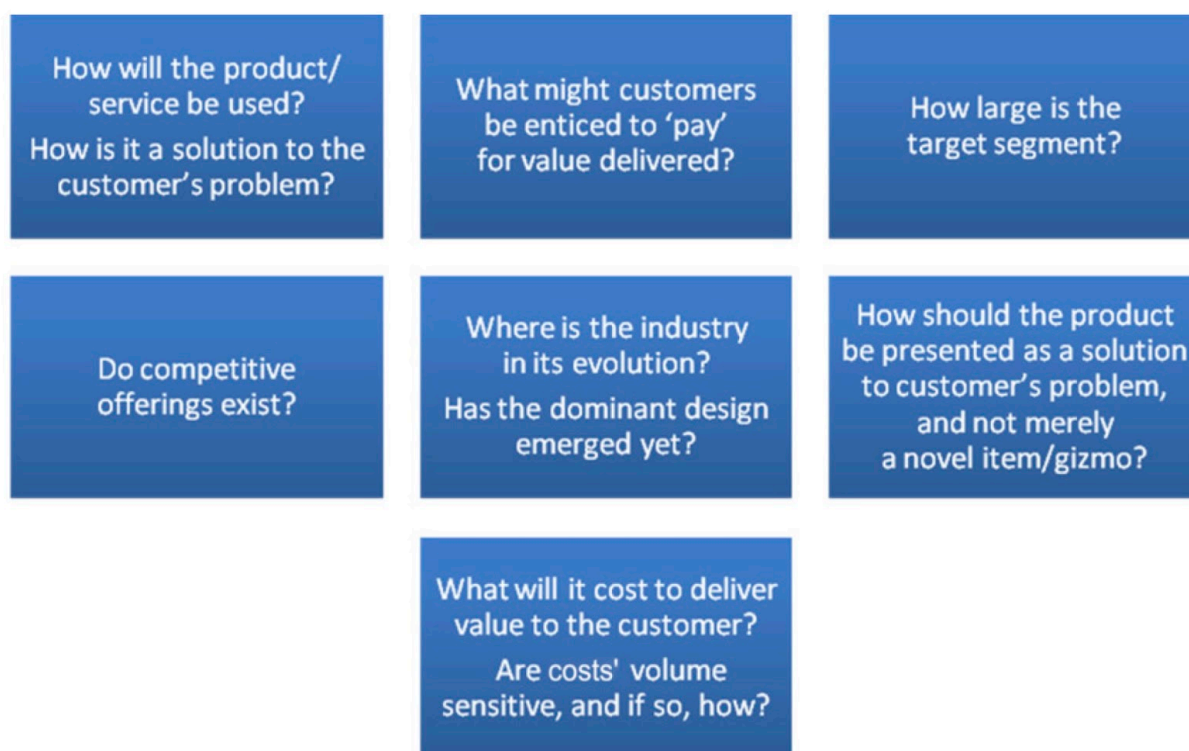 How will the product/
service be used?
How is it a solution to the
customer’s problem?
What might customers
be enticed to ‘pay’
for value delivered?
How large is the
target segment?
Do competitive
offerings exist?
Where is the industry
in its evolution?
Has the dominant design
emerged yet?
How should the product
be presented as a solution
to customer’s problem,
and not merely
a novel item/gizmo?
What will it cost to deliver
value to the customer?
Are costs' volume
sensitive, and if so, how?